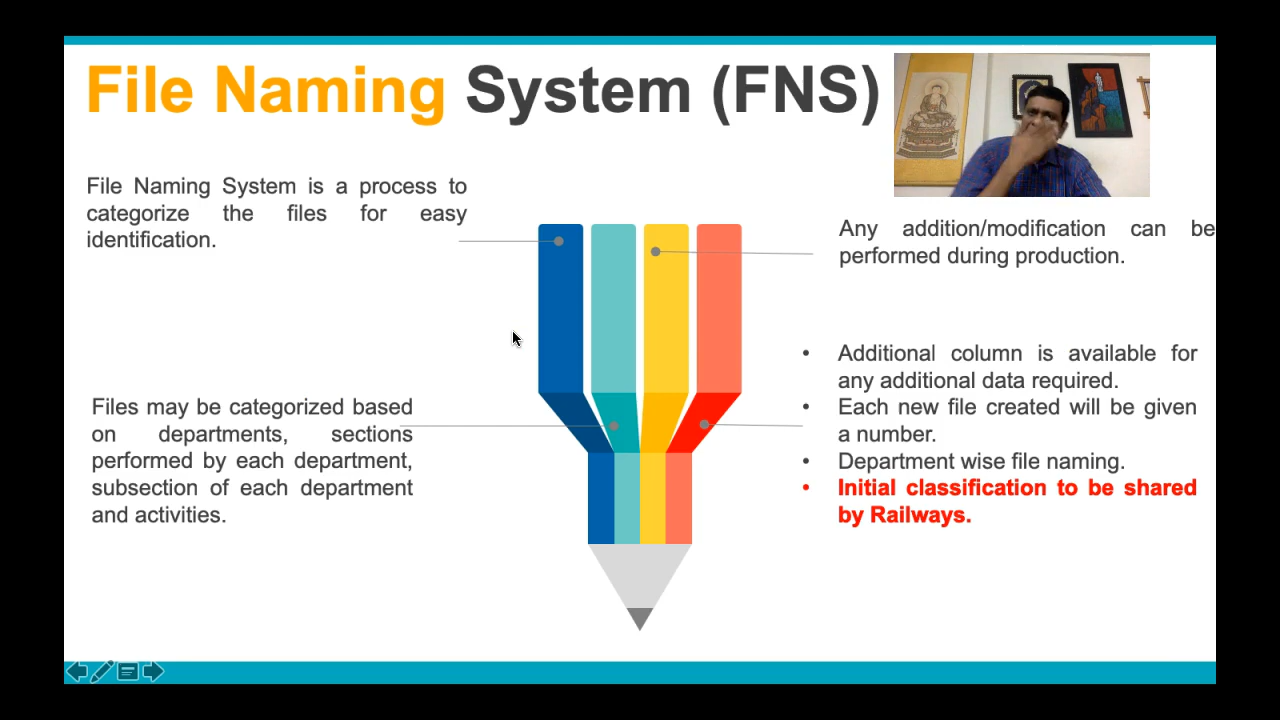 File Naming System (FNS)
File Naming System is a process to
categorize the files for easy
identification.
Files may be categorized based
on departments, sections
performed by each department,
subsection of each department
and activities.
Any addition/modification can be
performed during production.
• Additional column is available for
any additional data required.
• Each new file created will be given
a number.
• Department wise file naming.
• Initial classification to be shared
by Railways.